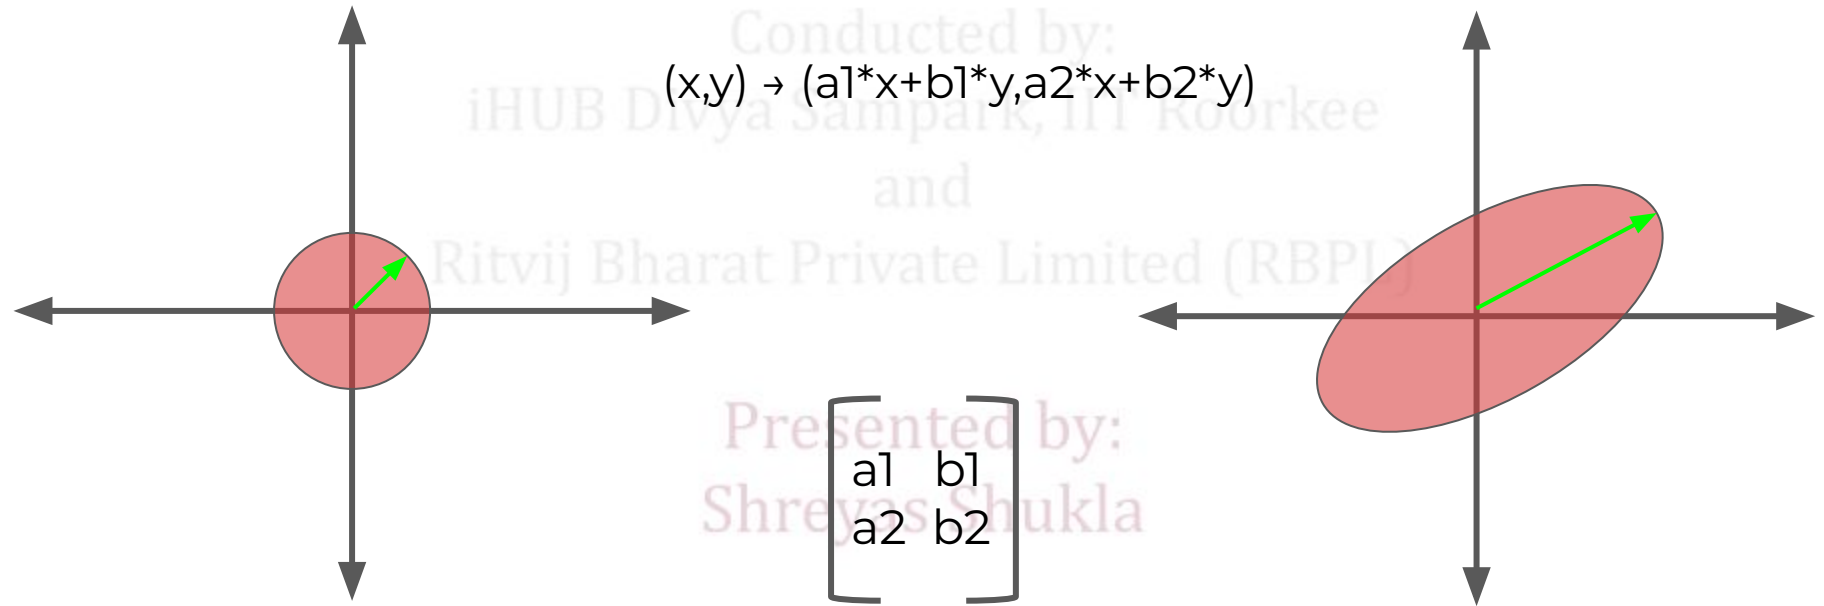 Conducted by:
(x,y) → (a1*x+b1*y,a2*x+b2*y)
iHUB Divya Sampark, IIT Roorkee
and
Ritvij Bharat Private Limited (RBPL)
Presented by:
a1 b1
Shreyas Shukla
a2 b2